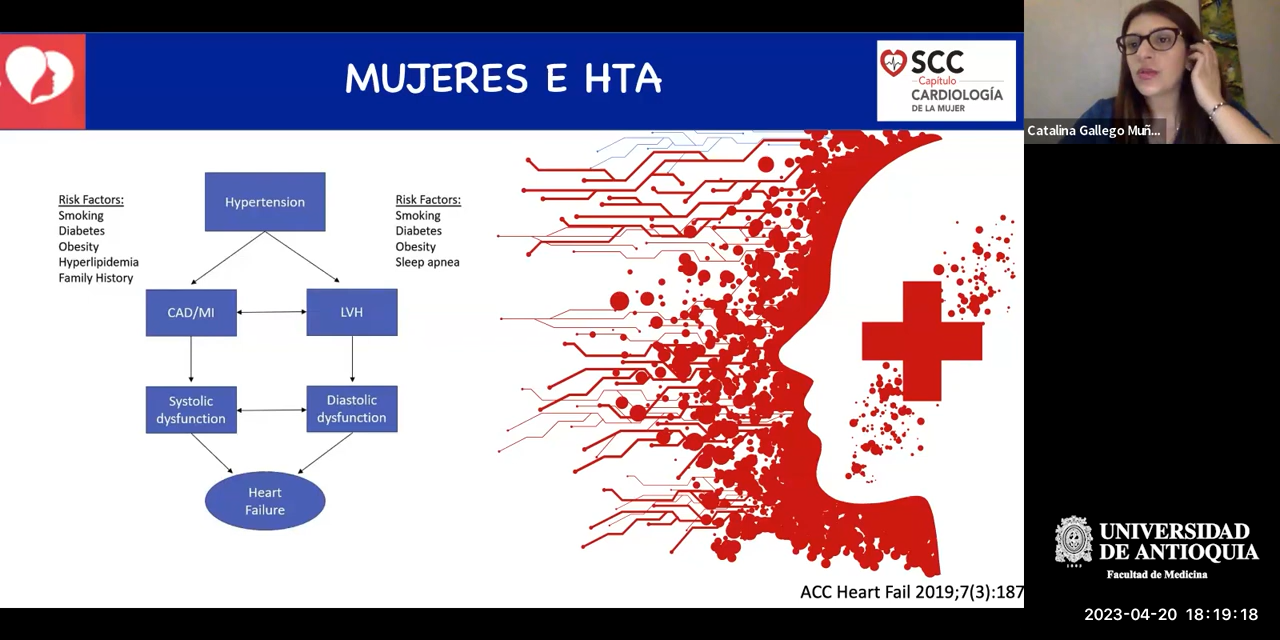 MUJERES E HTA
SCC
Capítulo
CARDIOLOGÍA
DE LA MUJER
Catalina Gallego Muñ...
Risk Factors:
Smoking
Diabetes
Obesity
Hyperlipidemia
Family History
Hypertension
Risk Factors:
Smoking
Diabetes
Obesity
Sleep apnea
CAD/MI
LVH
Systolic
dysfunction
Diastolic
dysfunction
Heart
Failure
ACC Heart Fail 2019;7(3):187
UNIVERSIDAD
DE ANTIOQUIA
Facultad de Medicina
1803
2023-04-20 18:19:18